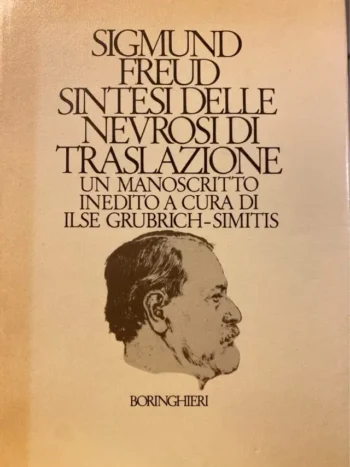 SIGMUND
FREUD
SINTESI DELLE
NEVROSI DI
TRASLAZIONE
UN MANOSCRITTO
INEDITO A CURA DI
ILSE GRUBRICH-SIMITIS
BORINGHIERI